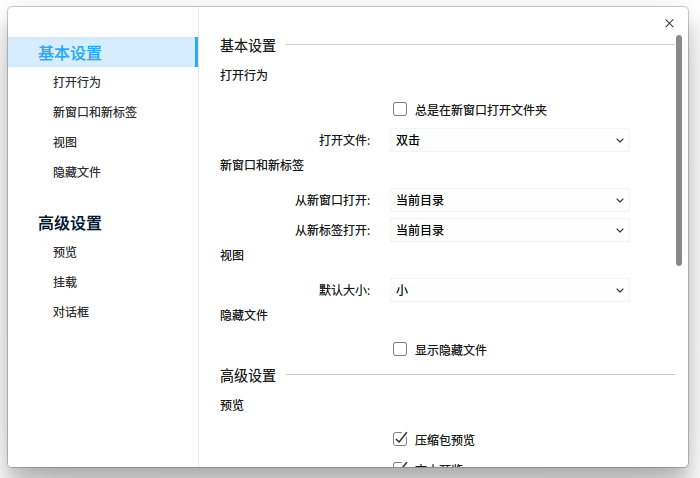 基本设置
打开行为
新窗口和新标签
视图
隐藏文件
高级设置
预览
挂载
对话框
基本设置
打开行为
总是在新窗口打开文件夹
打开文件: 双击
新窗口和新标签
从新窗口打开: 当前目录
从新标签打开: 当前目录
视图
默认大小: 小
隐藏文件
显示隐藏文件
高级设置
预览
压缩包预览